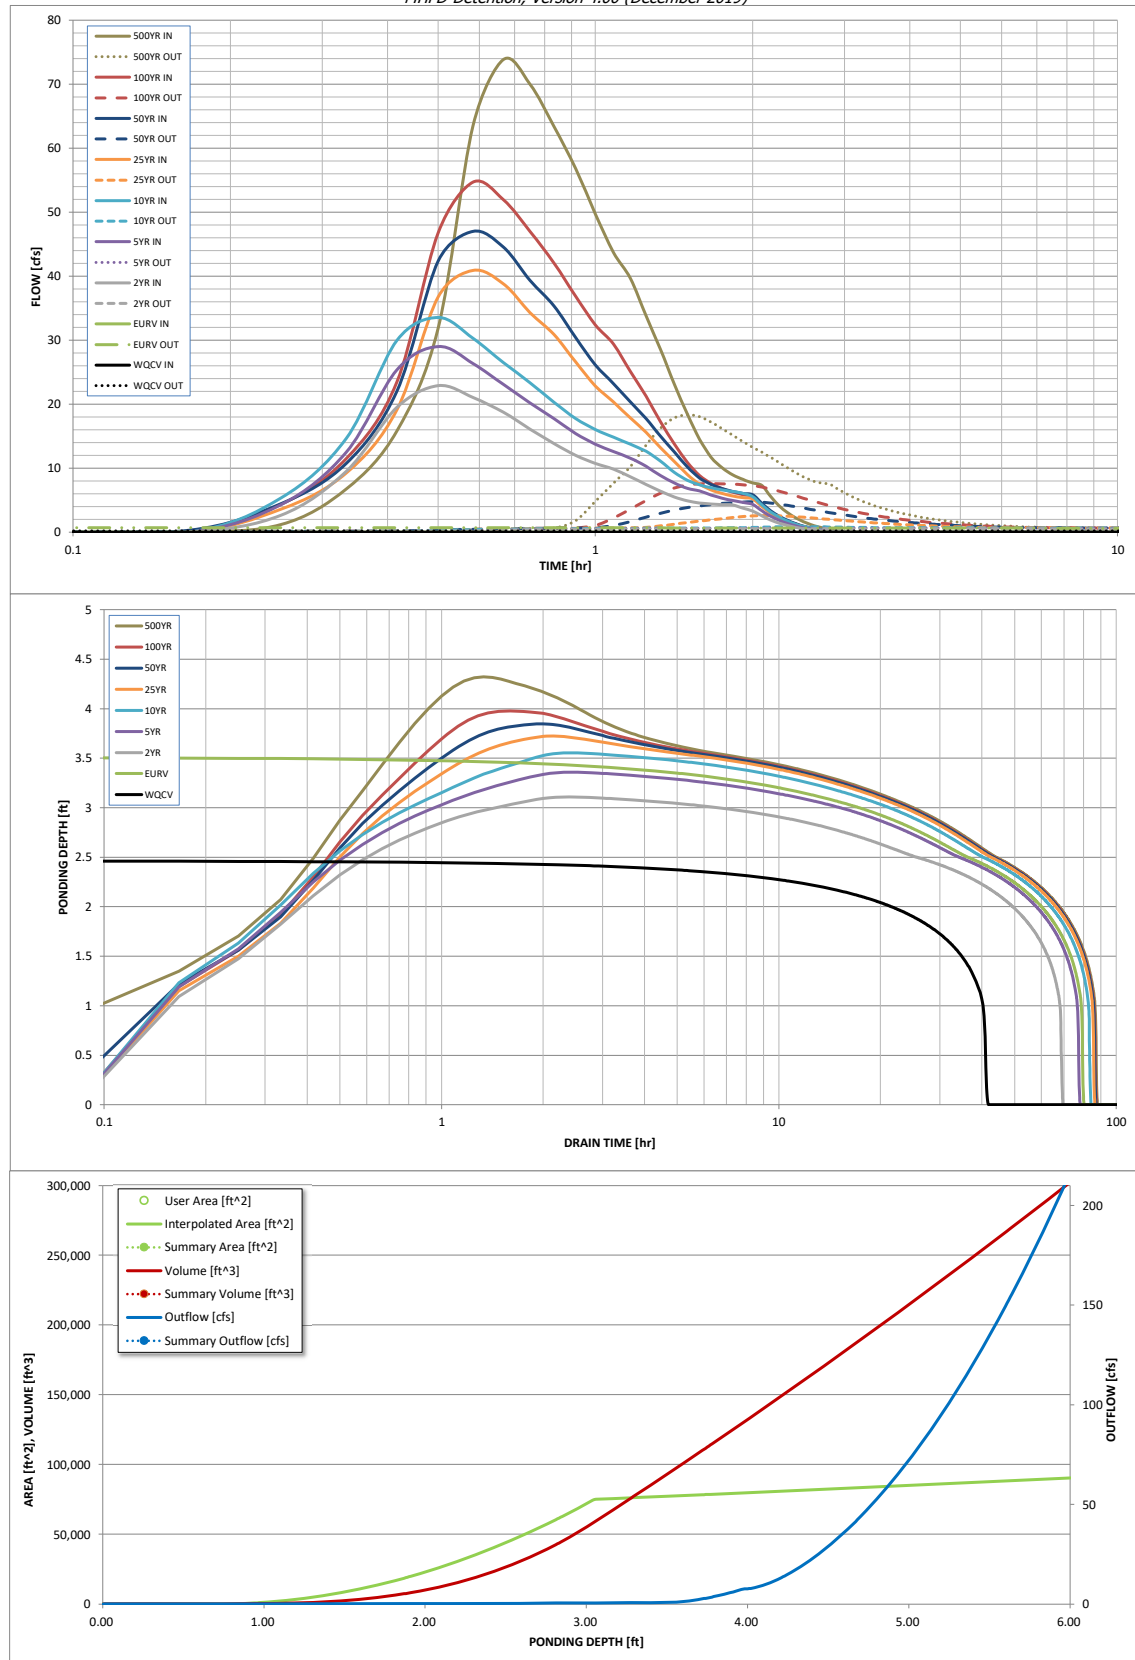 MHFD-Detention, Version 4.00 (December 2019)
80
70
60
50
40
30
20
10
0
FLOW [cfs]
500YR IN
500YR OUT
100YR IN
100YR OUT
50YR IN
50YR OUT
25YR IN
25YR OUT
10YR IN
10YR OUT
5YR IN
5YR OUT
2YR IN
2YR OUT
EURV IN
EURV OUT
WQCV IN
WQCV OUT
0.1 1 10
TIME [hr]
5
4.5
4
3.5
3
2.5
2
1.5
1
0.5
0
PONDING DEPTH [ft]
500YR
100YR
50YR
25YR
10YR
5YR
2YR
EURV
WQCV
0.1 1 10 100
DRAIN TIME [hr]
300,000
250,000
200,000
150,000
100,000
50,000
0
AREA [ft^2], VOLUME [ft^3]
User Area [ft^2]
Interpolated Area [ft^2]
Summary Area [ft^2]
Volume [ft^3]
Summary Volume [ft^3]
Outflow [cfs]
Summary Outflow [cfs]
200
150
100
50
0
OUTFLOW [cfs]
0.00 1.00 2.00 3.00 4.00 5.00 6.00
PONDING DEPTH [ft]